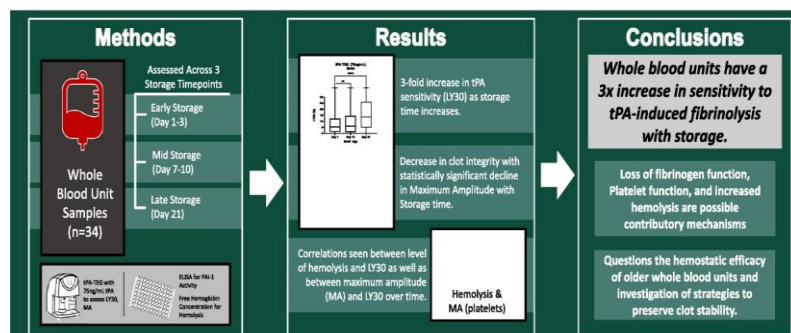 Methods
Assessed Across 3
Storage Timepoints
Early Storage
(Day 1-3)
Mid Storage
(Day 7-10)
Late Storage
(Day 21)
Whole
Blood Unit
Samples
(n=34)
tPA-TEG with
75ng/mL tPA
to assess LY30,
MA
ELISA for PAI-1
Activity
Free Hemoglobin
Concentration for
Hemolysis
Results
3-fold increase in tPA
sensitivity (LY30) as storage
time increases.
Decrease in clot integrity with
statistically significant decline
in Maximum Amplitude with
Storage time.
Correlations seen between level
of hemolysis and LY30 as well as
between maximum amplitude
(MA) and LY30 over time.
Hemolysis &
MA (platelets)
Conclusions
Whole blood units have a
3x increase in sensitivity to
tPA-induced fibrinolysis
with storage.
Loss of fibrinogen function,
Platelet function, and increased
hemolysis are possible
contributory mechanisms
Questions the hemostatic efficacy
of older whole blood units and
investigation of strategies to
preserve clot stability.